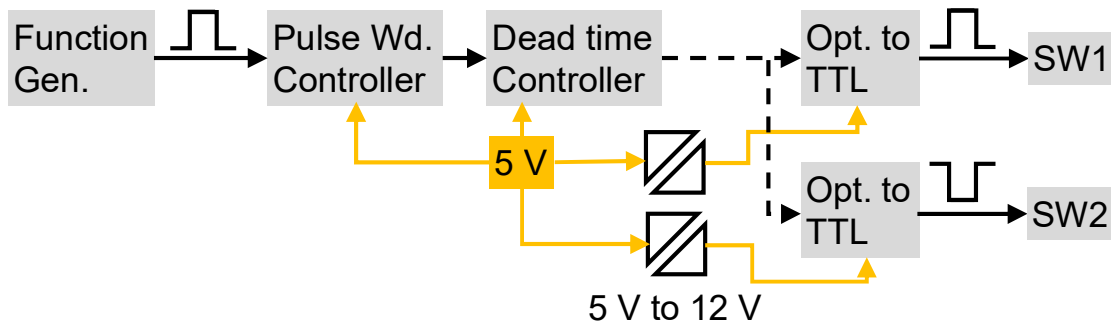 Function
Gen.
Pulse Wd.
Controller
Dead time
Controller
Opt. to
TTL
SW1
5 V
Opt. to
TTL
SW2
5 V to 12 V